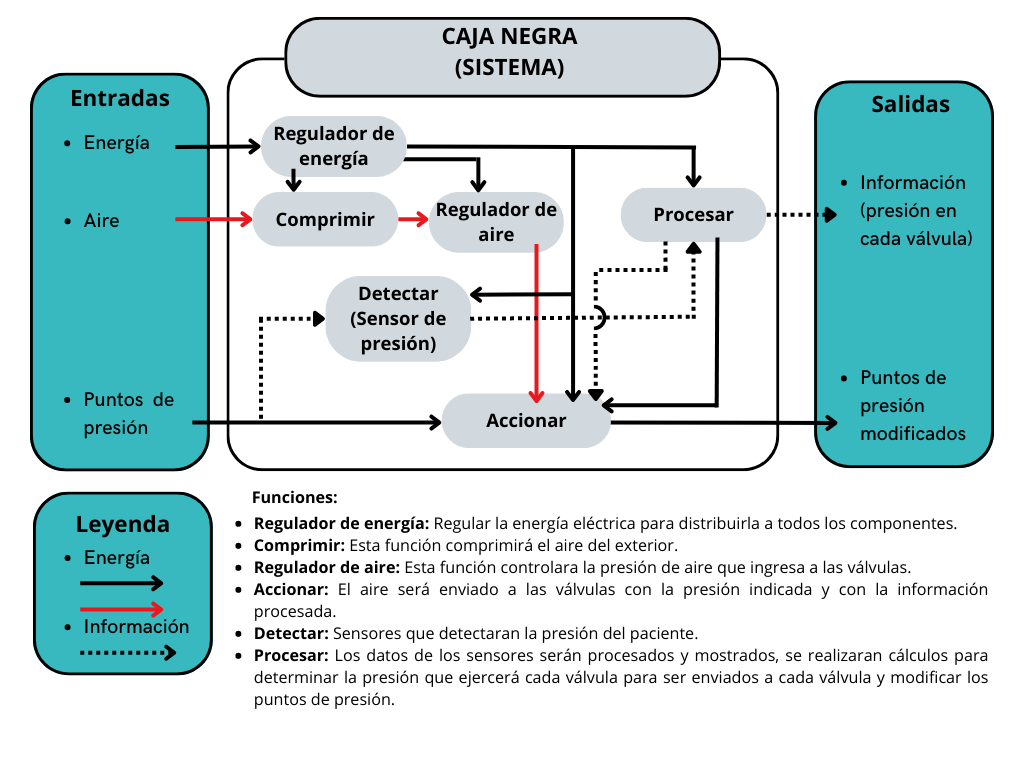 CAJA NEGRA
(SISTEMA)
Entradas
• Energía
• Aire
• Puntos de
presión
Regulador de
energía
Comprimir
Regulador de
aire
Procesar
Detectar
(Sensor de
presión)
Accionar
Salidas
• Información
(presión en
cada válvula)
• Puntos de
presión
modificados
Leyenda
• Energía
• Información
Funciones:
• Regulador de energía: Regular la energía eléctrica para distribuirla a todos los componentes.
• Comprimir: Esta función comprimirá el aire del exterior.
• Regulador de aire: Esta función controlara la presión de aire que ingresa a las válvulas.
• Accionar: El aire será enviado a las válvulas con la presión indicada y con la información
procesada.
• Detectar: Sensores que detectaran la presión del paciente.
• Procesar: Los datos de los sensores serán procesados y mostrados, se realizaran cálculos para
determinar la presión que ejercerá cada válvula para ser enviados a cada válvula y modificar los
puntos de presión.